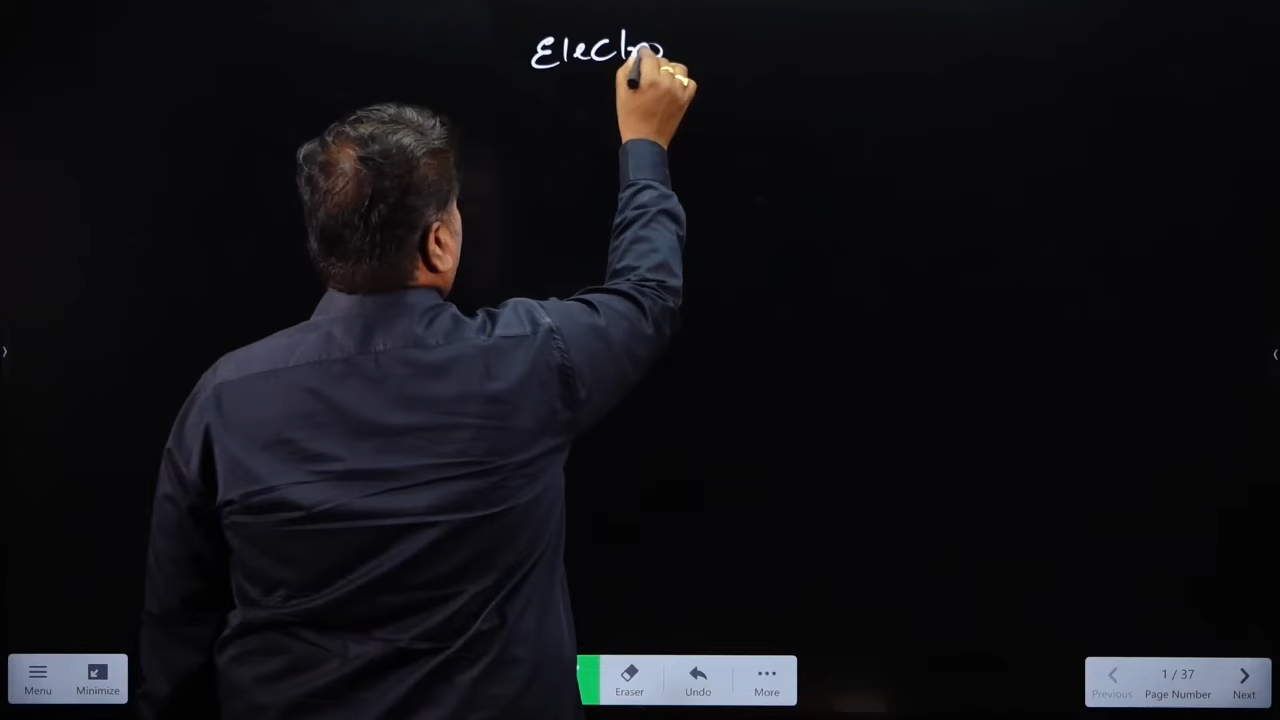 Electro
Menu
Minimize
Eraser
Undo
More
Previous
1 / 37
Page Number
Next